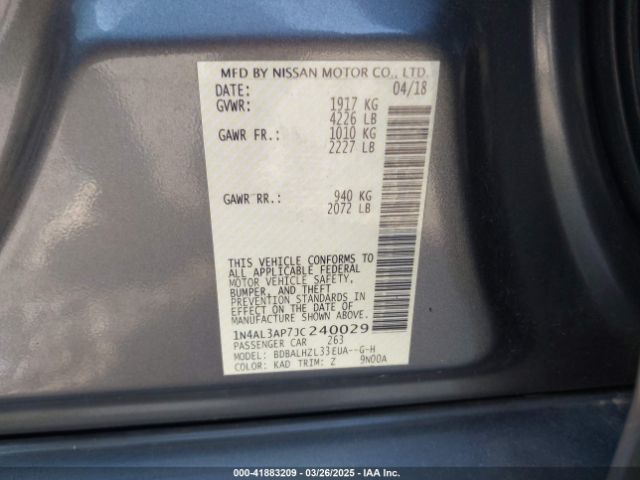 MFD BY NISSAN MOTOR CO., LTD.
DATE: 04/18
GVWR: 1917 KG
4226 LB
GAWR FR.: 1010 KG
2227 LB
GAWR RR.: 940 KG
2072 LB
THIS VEHICLE CONFORMS TO
ALL APPLICABLE FEDERAL
MOTOR VEHICLE SAFETY,
BUMPER, AND THEFT
PREVENTION STANDARDS IN
EFFECT ON THE DATE OF
MANUFACTURE SHOWN ABOVE.
1N4AL3AP7JC240029
PASSENGER CAR 263
MODEL: BDBALHZL33EUA--G-H
COLOR: KAD TRIM: Z 9N00A
000-41883209 | 03/26/2025 | IAA Inc.